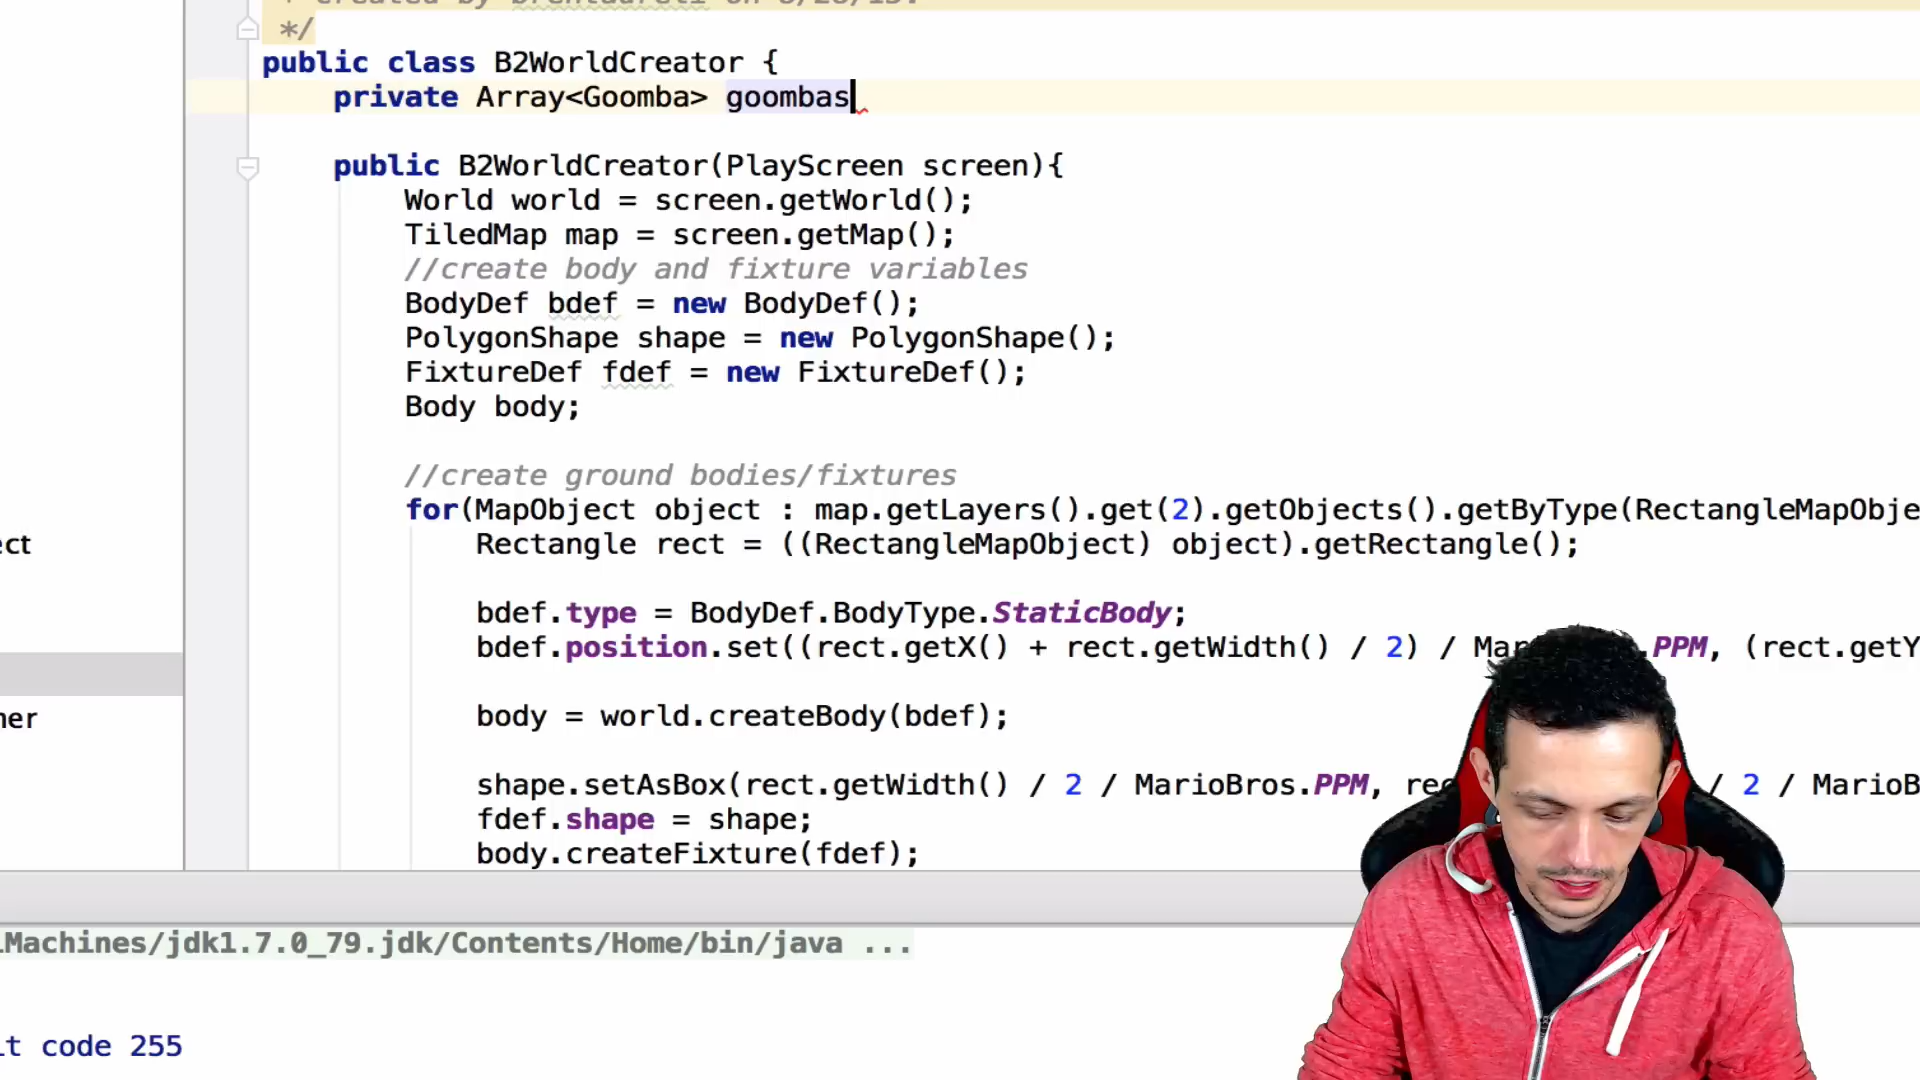 */
public class B2WorldCreator {
private Array<Goomba> goombas
public B2WorldCreator(PlayScreen screen){
World world = screen.getWorld();
TiledMap map = screen.getMap();
//create body and fixture variables
BodyDef bdef = new BodyDef();
PolygonShape shape = new PolygonShape();
FixtureDef fdef = new FixtureDef();
Body body;
//create ground bodies/fixtures
for(MapObject object : map.getLayers().get(2).getObjects().getByType(RectangleMapObje
ect
Rectangle rect = ((RectangleMapObject) object).getRectangle();
bdef.type = BodyDef.BodyType.StaticBody;
bdef.position.set((rect.getX() + rect.getWidth() / 2) / Mar .PPM, (rect.getY
ner
body = world.createBody(bdef);
shape.setAsBox(rect.getWidth() / 2 / MarioBros.PPM, rec / 2 / MarioB
fdef.shape = shape;
body.createFixture(fdef);
Machines/jdk1.7.0_79.jdk/Contents/Home/bin/java ...
it code 255